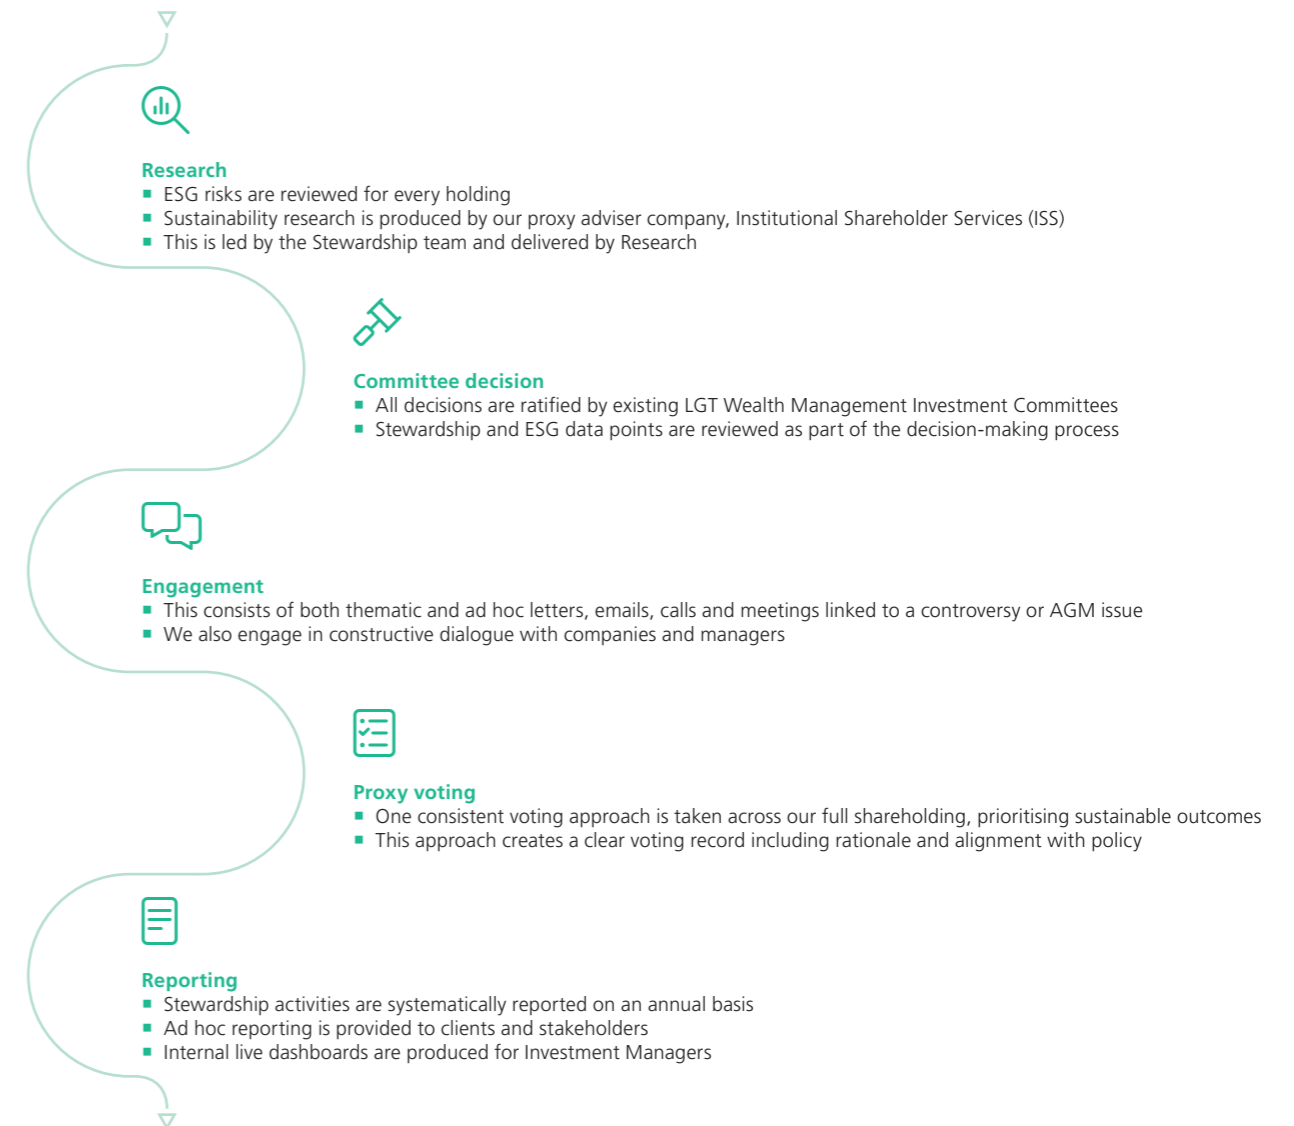 Research
▪ ESG risks are reviewed for every holding
▪ Sustainability research is produced by our proxy adviser company, Institutional Shareholder Services (ISS)
▪ This is led by the Stewardship team and delivered by Research
Committee decision
▪ All decisions are ratified by existing LGT Wealth Management Investment Committees
▪ Stewardship and ESG data points are reviewed as part of the decision-making process
Engagement
▪ This consists of both thematic and ad hoc letters, emails, calls and meetings linked to a controversy or AGM issue
▪ We also engage in constructive dialogue with companies and managers
Proxy voting
▪ One consistent voting approach is taken across our full shareholding, prioritising sustainable outcomes
▪ This approach creates a clear voting record including rationale and alignment with policy
Reporting
▪ Stewardship activities are systematically reported on an annual basis
▪ Ad hoc reporting is provided to clients and stakeholders
▪ Internal live dashboards are produced for Investment Managers